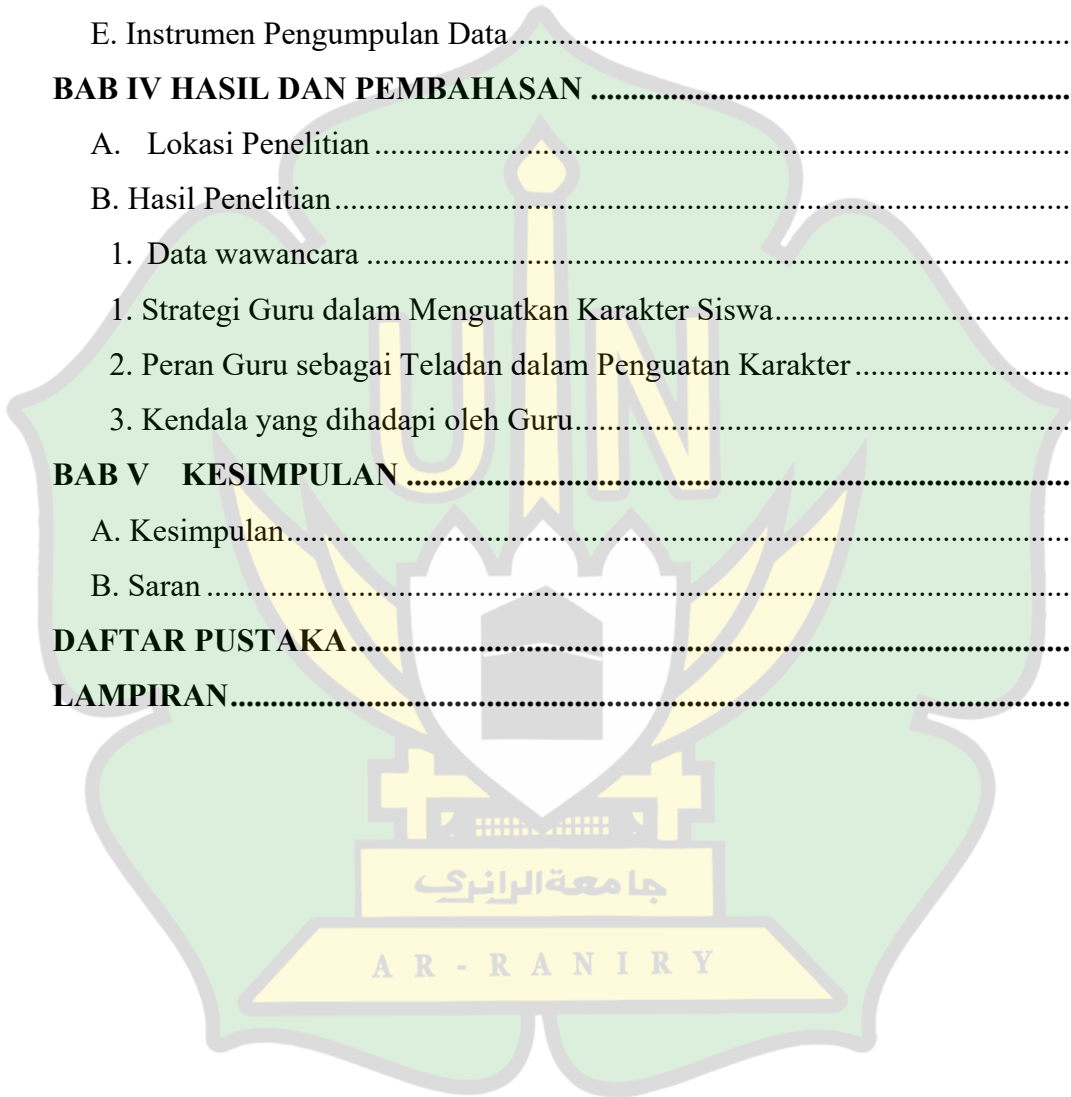 E. Instrumen Pengumpulan Data....................................................................
BAB IV HASIL DAN PEMBAHASAN ..........................................................
A. Lokasi Penelitian.....................................................................................
B. Hasil Penelitian..........................................................................................
1. Data wawancara ......................................................................................
1. Strategi Guru dalam Menguatkan Karakter Siswa....................................
2. Peran Guru sebagai Teladan dalam Penguatan Karakter..........................
3. Kendala yang dihadapi oleh Guru............................................................
BAB V KESIMPULAN .................................................................................
A. Kesimpulan................................................................................................
B. Saran ..........................................................................................................
DAFTAR PUSTAKA........................................................................................
LAMPIRAN.......................................................................................................
UIN
جامعة الرانري
AR-RANIRY